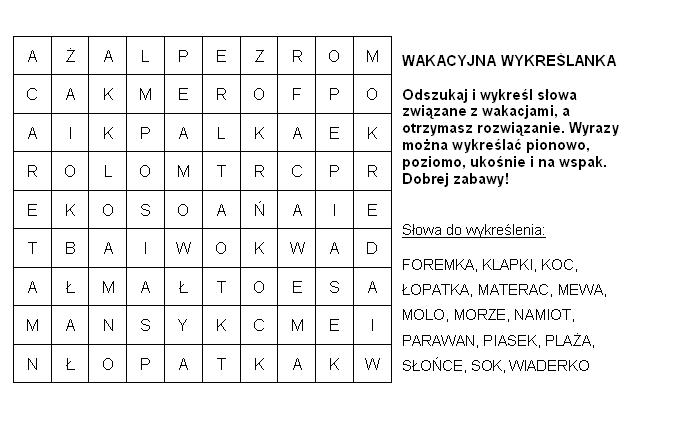 A Ż A L P E Z R O M
WAKACYJNA WYKREŚLANKA
C A K M E R O F P O
Odszukaj i wykreśl słowa
związane z wakacjami, a
otrzymasz rozwiązanie. Wyrazy
można wykreślać pionowo,
poziomo, ukośnie i na wspak.
Dobrej zabawy!
A I K P A L K A E K
R O L O M T R C P R
E K O S O A Ń A I E
T B A I W O K W A D
A Ł M A Ł T O E S A
M A N S Y K C M E I
N Ł O P A T K A K W
Słowa do wykreślenia:
FOREMKA, KLAPKI, KOC,
ŁOPATKA, MATERAC, MEWA,
MOLO, MORZE, NAMIOT,
PARAWAN, PIASEK, PLAŻA,
SŁOŃCE, SOK, WIADERKO